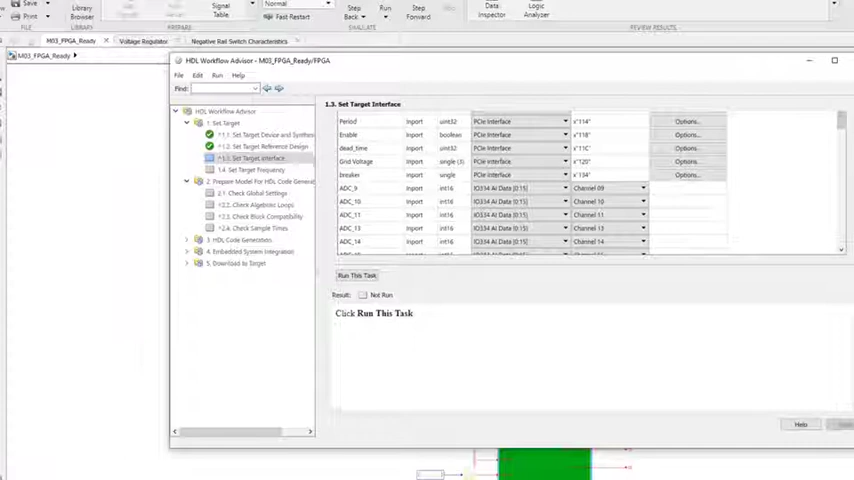 Save
Print
FILE
Library
Browser
LIBRARY
Signal
Table
PREPARE
Normal
Fast Restart
Step
Back
Run
Step
Forward
SIMULATE
Data
Inspector
Logic
Analyzer
REVIEW RESULTS
M03_FPGA_Ready
Voltage Regulator
Negative Rail Switch Characteristics
M03_FPGA_Ready
HDL Workflow Advisor - M03_FPGA_Ready/FPGA
File Edit Run Help
Find:
HDL Workflow Advisor
1. Set Target
^1.1. Set Target Device and Synthes
^1.2. Set Target Reference Design
^1.3. Set Target Interface
1.4. Set Target Frequency
2. Prepare Model For HDL Code Generat
2.1. Check Global Settings
^2.2. Check Algebraic Loops
^2.3. Check Block Compatibility
^2.4. Check Sample Times
3. HDL Code Generation
4. Embedded System Integration
5. Download to Target
1.3. Set Target Interface
Period Inport uint32 PCIe Interface x"114" Options...
Enable Inport boolean PCIe Interface x"118" Options...
dead_time Inport uint32 PCIe Interface x"11C" Options...
Grid Voltage Inport single (3) PCIe Interface x"120" Options...
breaker Inport single PCIe Interface x"134" Options...
ADC_9 Inport int16 IO334 AI Data [0:15] Channel 09
ADC_10 Inport int16 IO334 AI Data [0:15] Channel 10
ADC_11 Inport int16 IO334 AI Data [0:15] Channel 11
ADC_13 Inport int16 IO334 AI Data [0:15] Channel 13
ADC_14 Inport int16 IO334 AI Data [0:15] Channel 14
Run This Task
Result: Not Run
Click Run This Task
Help